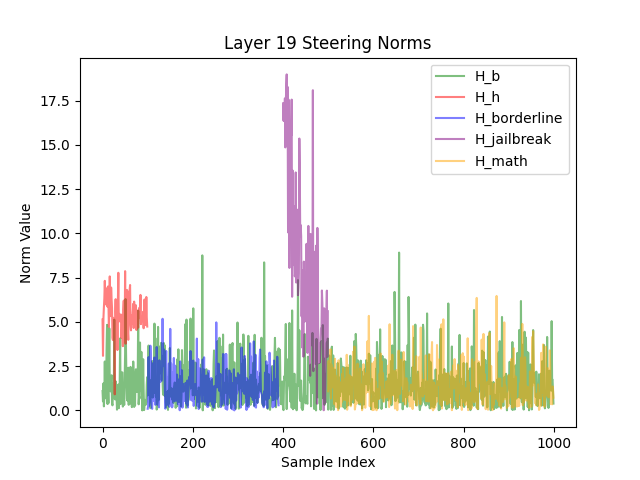 Layer 19 Steering Norms
H_b
H_h
H_borderline
H_jailbreak
H_math
Norm Value
17.5
15.0
12.5
10.0
7.5
5.0
2.5
0.0
0
200
400
600
800
1000
Sample Index